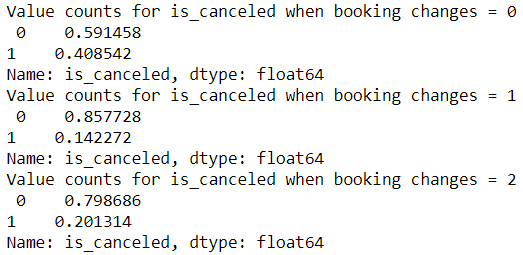 Value counts for is_canceled when booking changes = 0
 0    0.591458
1    0.408542
Name: is_canceled, dtype: float64
Value counts for is_canceled when booking changes = 1
 0    0.857728
1    0.142272
Name: is_canceled, dtype: float64
Value counts for is_canceled when booking changes = 2
 0    0.798686
1    0.201314
Name: is_canceled, dtype: float64